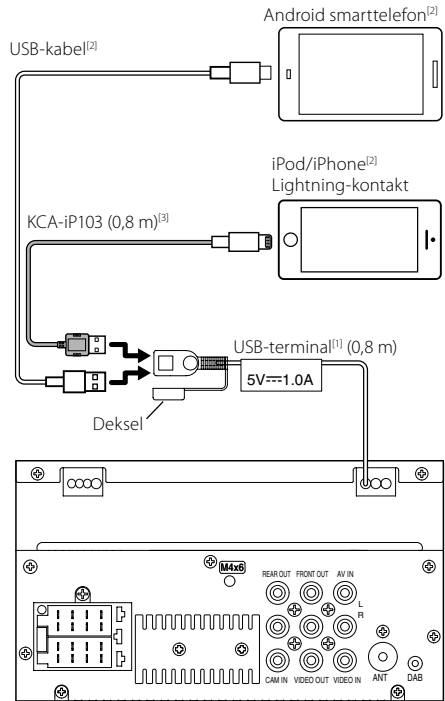 Android smarttelefon[2]
USB-kabel[2]
iPod/iPhone[2]
Lightning-kontakt
KCA-iP103 (0,8 m)[3]
USB-terminal[1] (0,8 m)
5V⎓1.0A
Deksel
M4x6
REAR OUT FRONT OUT AV IN
L
R
CAM IN VIDEO OUT VIDEO IN
ANT
DAB